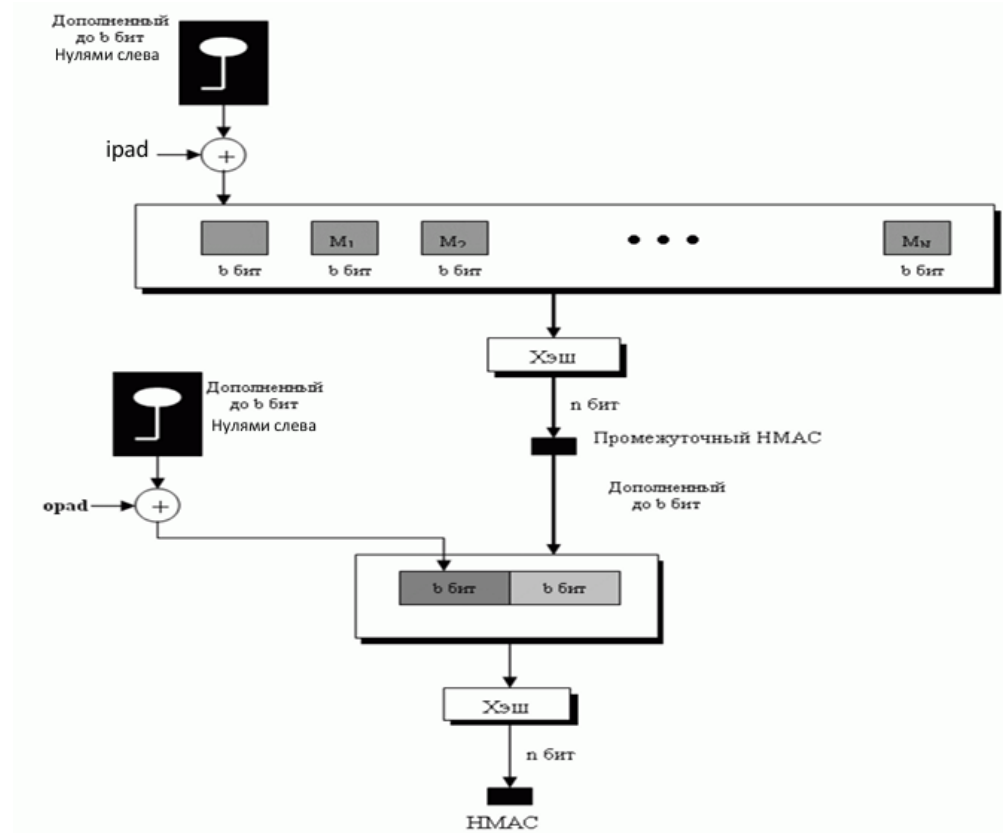 Дополненный
до b бит
Нулями слева
ipad
M₁ M₂ M_N
b бит b бит b бит b бит
Хэш
n бит
Промежуточный HMAC
Дополненный
до b бит
Нулями слева
Дополненный
до b бит
opad
b бит b бит
Хэш
n бит
HMAC